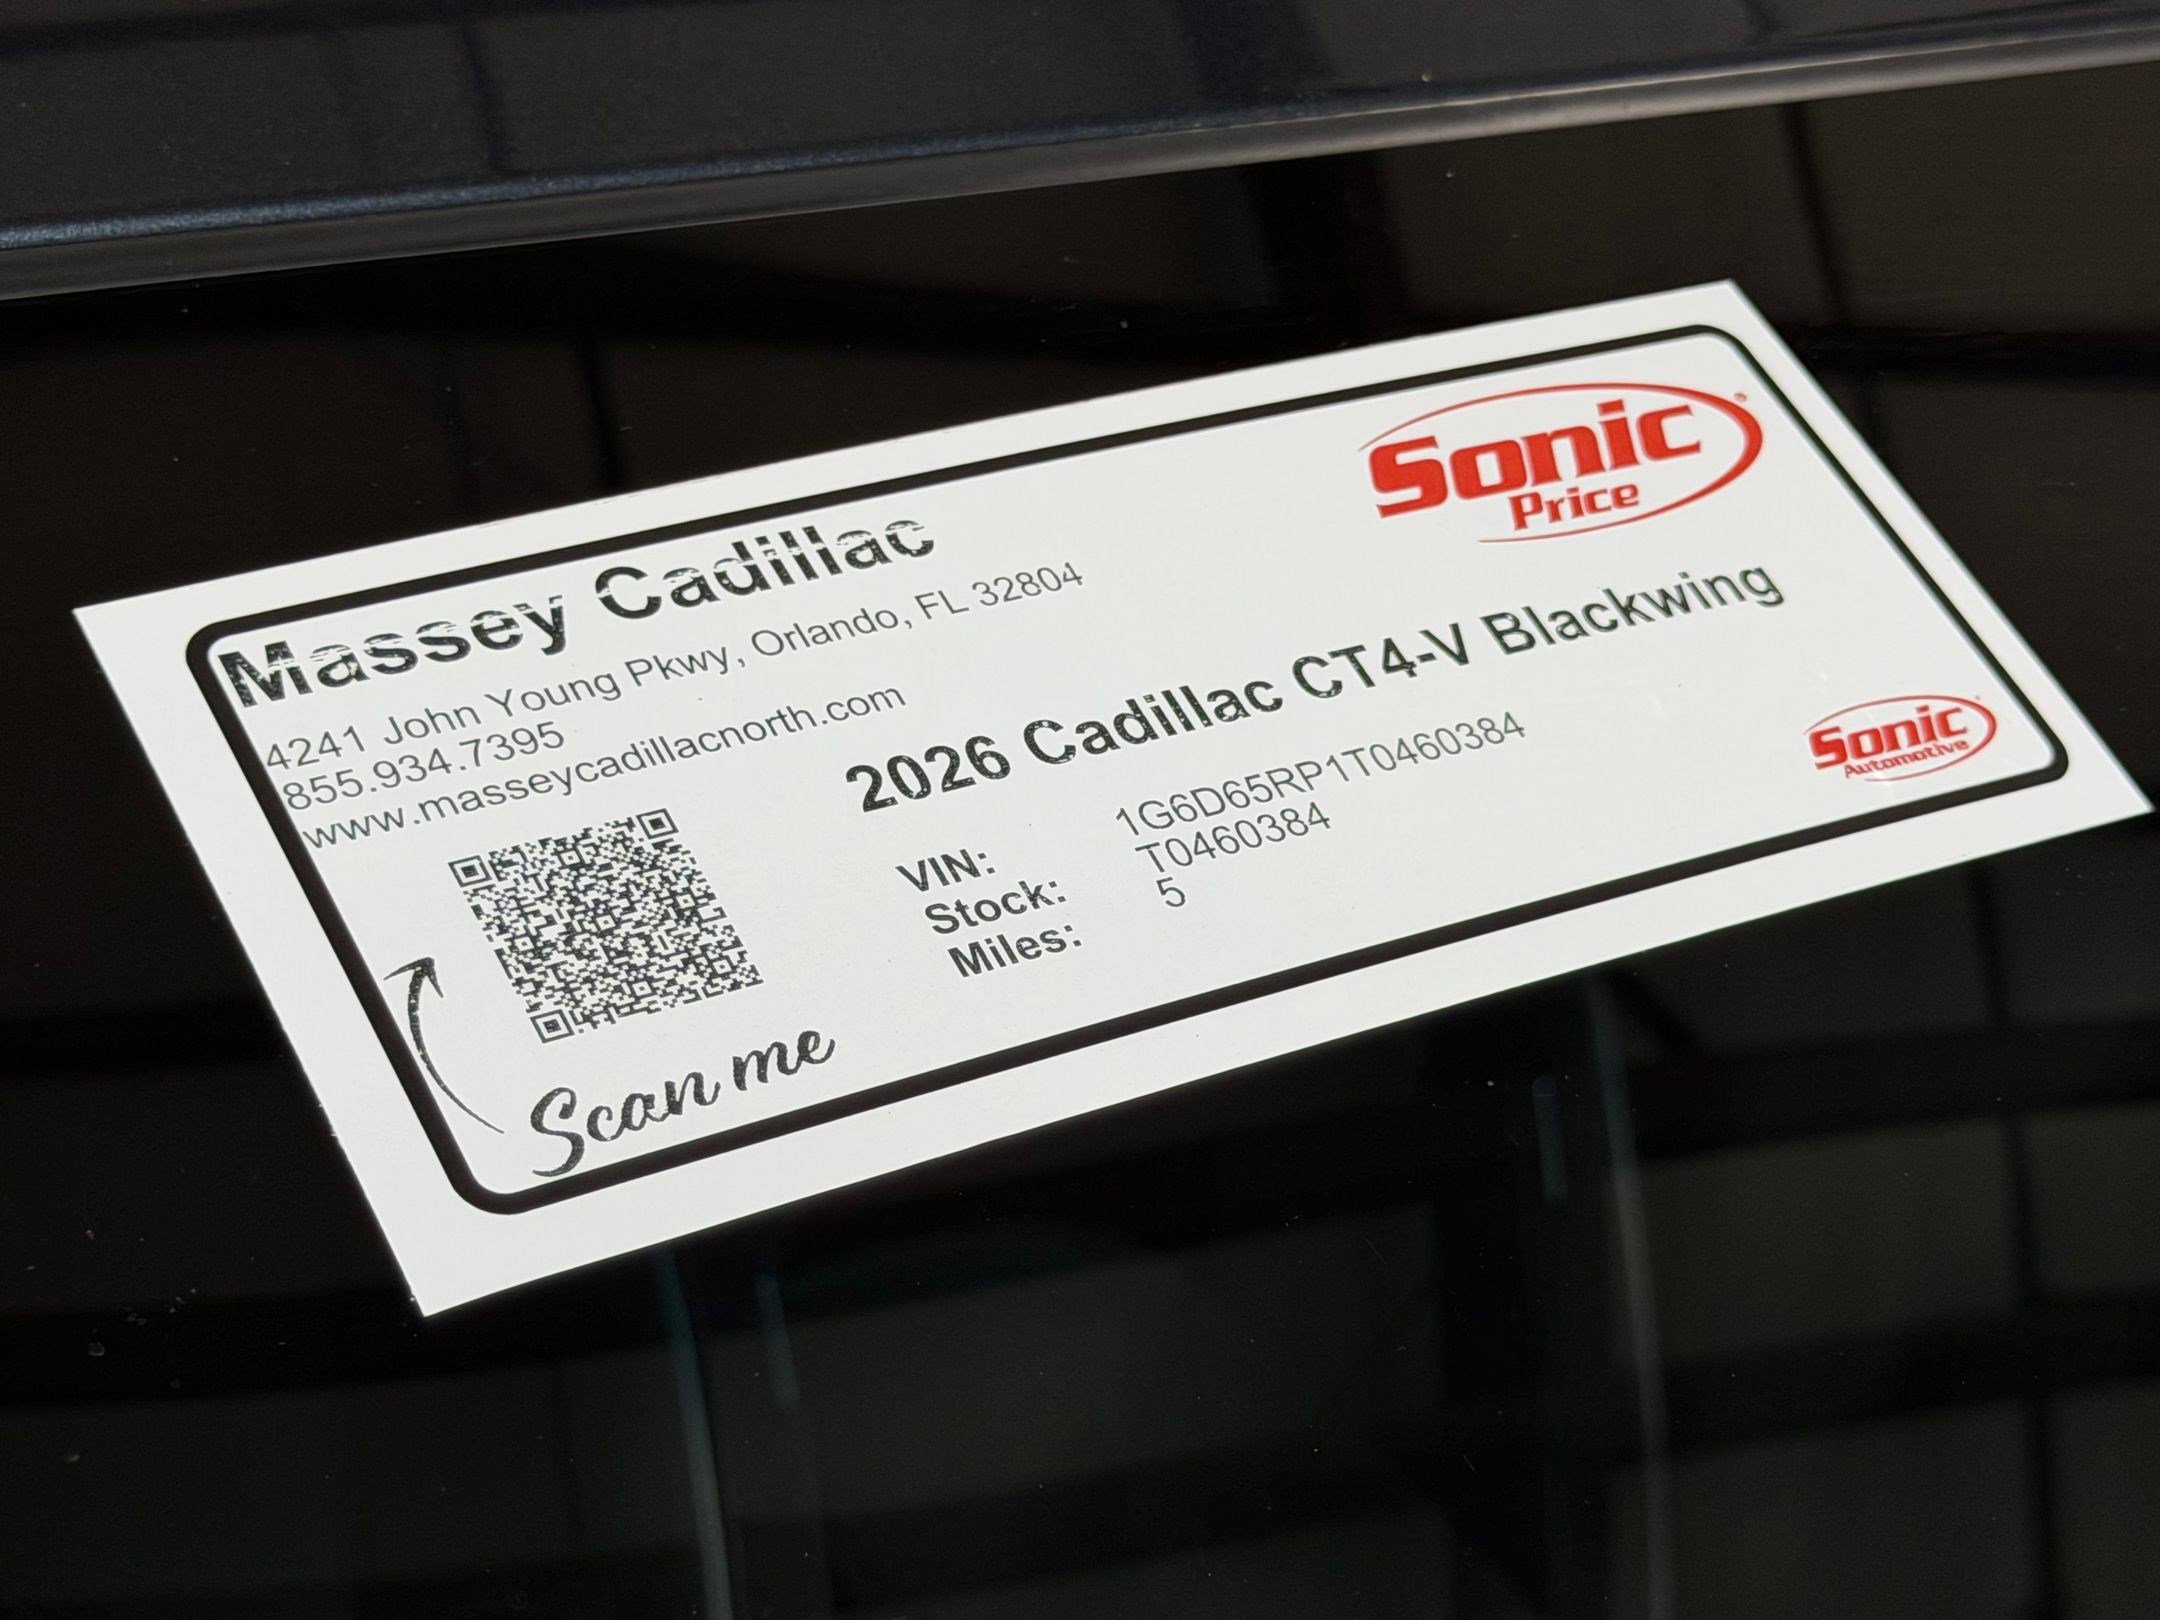 Sonic®
Price
Massey Cadillac
4241 John Young Pkwy, Orlando, FL 32804
855.934.7395
www.masseycadillacnorth.com
2026 Cadillac CT4-V Blackwing
VIN: 1G6D65RP1T0460384
Stock: T0460384
Miles: 5
Sonic
Automotive
Scan me